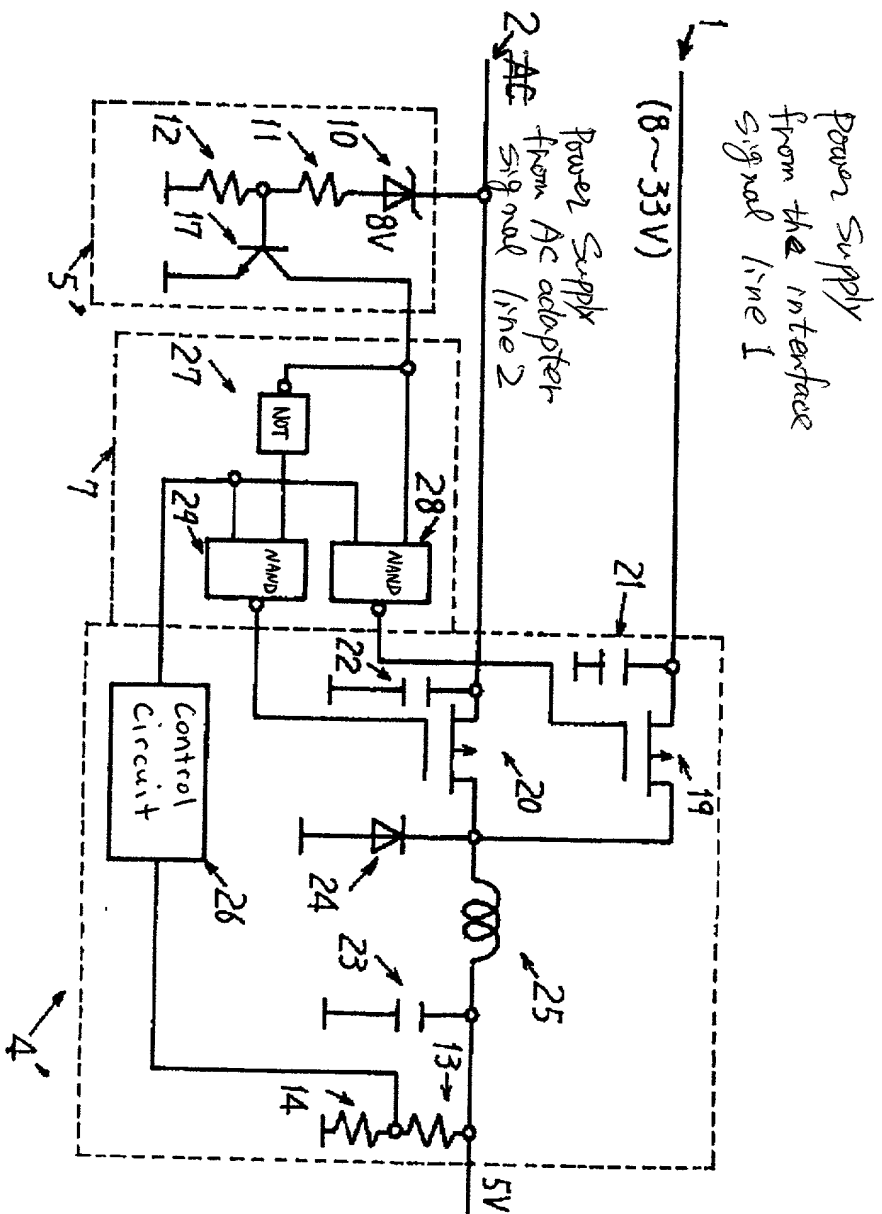 Power Supply
from the interface
signal line 1
1
(8~33V)
2
AC
Power Supply
from AC adapter
signal line 2
10
8V
11
12
17
5'
27
NOT
7
28
NAND
29
NAND
21
19
22
20
24
25
23
13
14
Control
Circuit
26
4'
5V